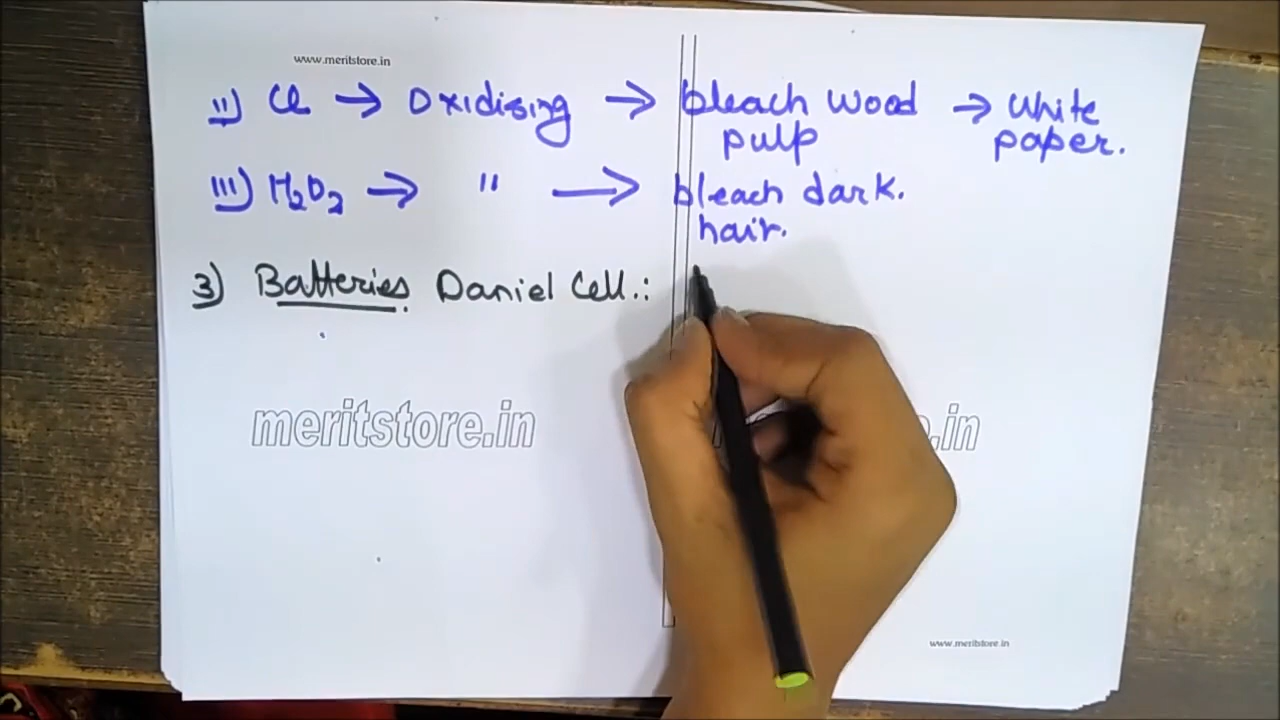 www.meritstore.in
ii) Cl → Oxidising → bleach wood → white
pulp paper.
iii) H₂O₂ → " → bleach dark.
hair.
3) Batteries. Daniel Cell.:
meritstore.in
.in
www.meritstore.in